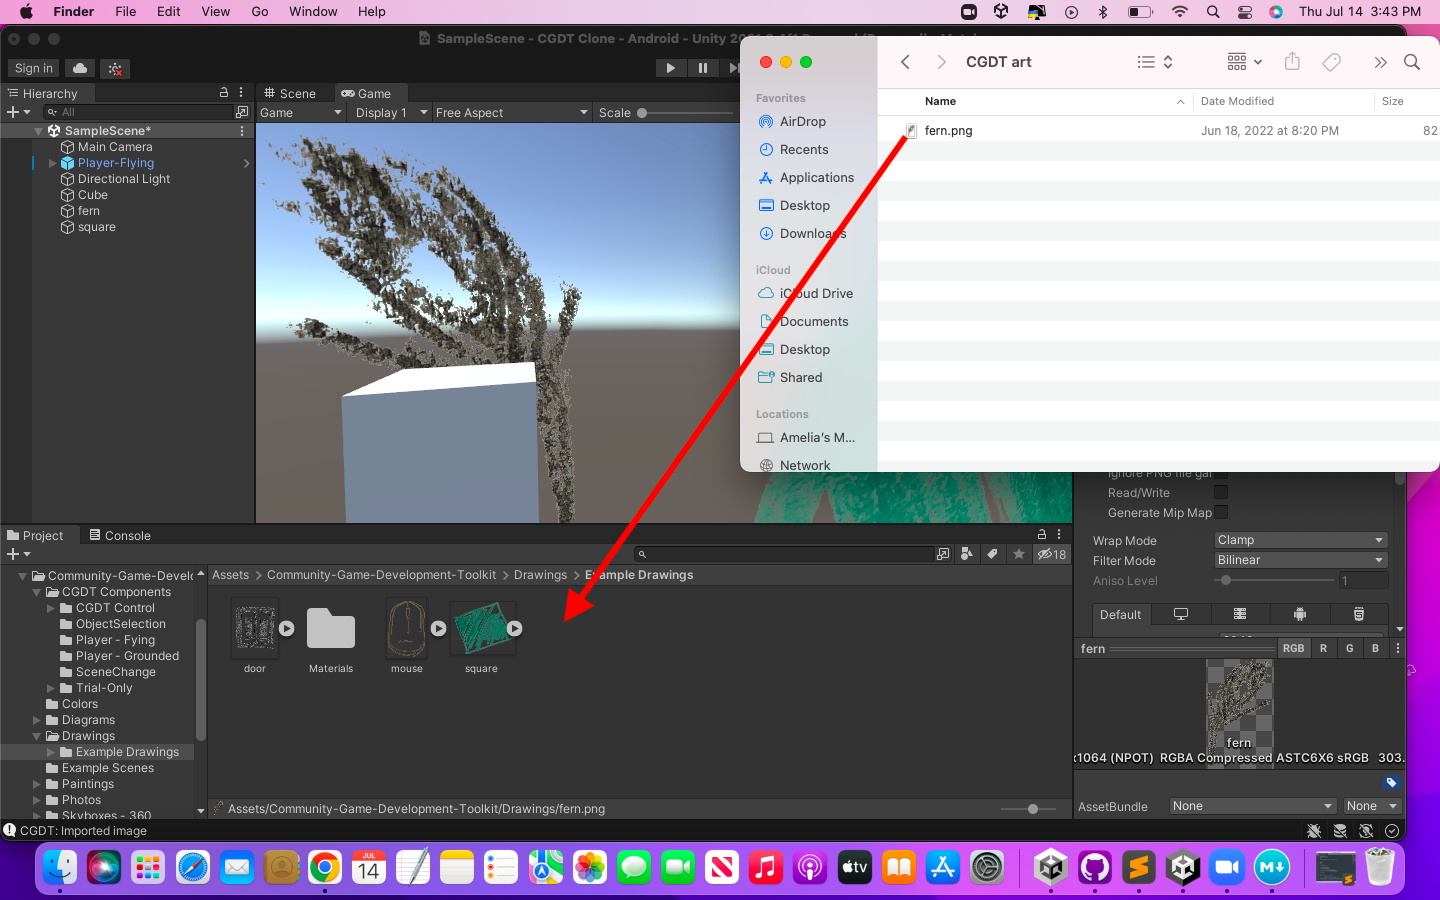 Finder File Edit View Go Window Help
Thu Jul 14 3:43 PM
SampleScene - CGDT Clone - Android - Unity
CGDT art
Sign in
Hierarchy
Scene
Game
All
Game
Display 1
Free Aspect
Scale
SampleScene*
Main Camera
Player-Flying
Directional Light
Cube
fern
square
Favorites
AirDrop
Recents
Applications
Desktop
Downloads
iCloud
iCloud Drive
Documents
Desktop
Shared
Locations
Amelia's M...
Network
Name
Date Modified
Size
fern.png
Jun 18, 2022 at 8:20 PM
82
Ignore PNG file gar
Read/Write
Generate Mip Map
Wrap Mode
Clamp
Filter Mode
Bilinear
Aniso Level
1
Default
fern
RGB
R
G
B
fern
x1064 (NPOT) RGBA Compressed ASTC6X6 sRGB 303.
AssetBundle
None
None
Project
Console
18
Community-Game-Develo
CGDT Components
CGDT Control
ObjectSelection
Player - Fying
Player - Grounded
SceneChange
Trial-Only
Colors
Diagrams
Drawings
Example Drawings
Example Scenes
Paintings
Photos
Skyboxes - 360
Assets > Community-Game-Development-Toolkit > Drawings > Example Drawings
door
Materials
mouse
square
Assets/Community-Game-Development-Toolkit/Drawings/fern.png
CGDT: Imported image
JUL
14
tv